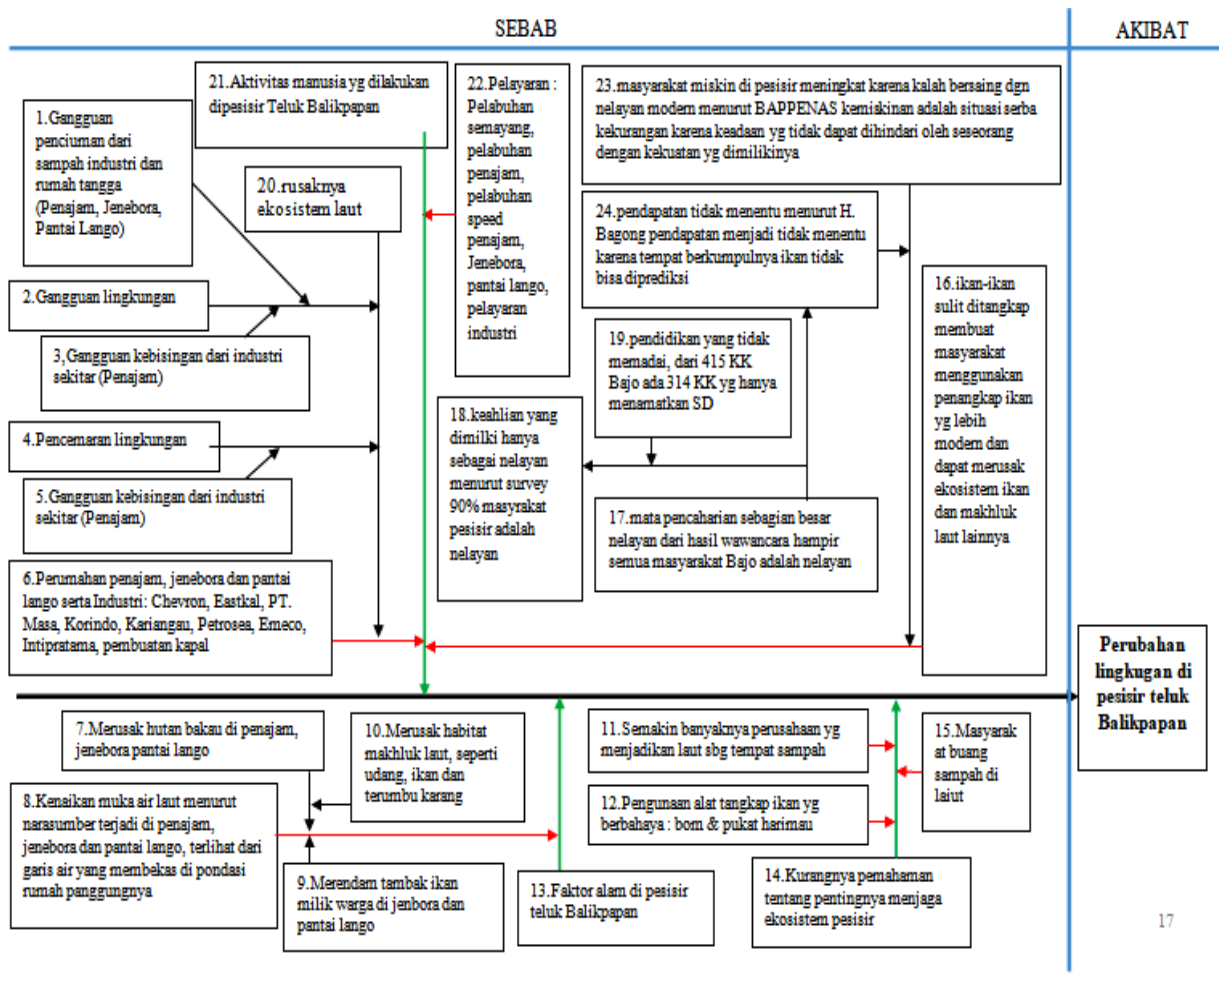 SEBAB
AKIBAT
21.Aktivitas manusia yg dilakukan
dipesisir Teluk Balikpapan
22.Pelayaran :
Pelabuhan
semayang,
pelabuhan
penajam,
pelabuhan
speed
penajam,
Jenebora,
pantai lango,
pelayaran
industri
23.masyarakat miskin di pesisir meningkat karena kalah bersaing dgn
nelayan modern menurut BAPPENAS kemiskinan adalah situasi serba
kekurangan karena keadaan yg tidak dapat dihindari oleh seseorang
dengan kekuatan yg dimilikinya
1.Gangguan
penciuman dari
sampah industri dan
rumah tangga
(Penajam, Jenebora,
Pantai Lango)
20.rusaknya
ekosistem laut
24.pendapatan tidak menentu menurut H.
Bagong pendapatan menjadi tidak menentu
karena tempat berkumpulnya ikan tidak
bisa diprediksi
2.Gangguan lingkungan
3,Gangguan kebisingan dari industri
sekitar (Penajam)
19.pendidikan yang tidak
memadai, dari 415 KK
Bajo ada 314 KK yg hanya
menamatkan SD
16.ikan-ikan
sulit ditangkap
membuat
masyarakat
menggunakan
penangkap ikan
yg lebih
modern dan
dapat merusak
ekosistem ikan
dan makhluk
laut lainnya
4.Pencemaran lingkungan
18.keahlian yang
dimilki hanya
sebagai nelayan
menurut survey
90% masyrakat
pesisir adalah
nelayan
5.Gangguan kebisingan dari industri
sekitar (Penajam)
17.mata pencaharian sebagian besar
nelayan dari hasil wawancara hampir
semua masyarakat Bajo adalah nelayan
6.Perumahan penajam, jenebora dan pantai
lango serta Industri: Chevron, Eastkal, PT.
Masa, Korindo, Kariangau, Petrosea, Emeco,
Intipratama, pembuatan kapal
Perubahan
lingkugan di
pesisir teluk
Balikpapan
7.Merusak hutan bakau di penajam,
jenebora pantai lango
10.Merusak habitat
makhluk laut, seperti
udang, ikan dan
terumbu karang
11.Semakin banyaknya perusahaan yg
menjadikan laut sbg tempat sampah
15.Masyarak
at buang
sampah di
laiut
8.Kenaikan muka air laut menurut
narasumber terjadi di penajam,
jenebora dan pantai lango, terlihat dari
garis air yang membekas di pondasi
rumah panggungnya
12.Pengunaan alat tangkap ikan yg
berbahaya : bom & pukat harimau
9.Merendam tambak ikan
milik warga di jenbora dan
pantai lango
13.Faktor alam di pesisir
teluk Balikpapan
14.Kurangnya pemahaman
tentang pentingnya menjaga
ekosistem pesisir
17